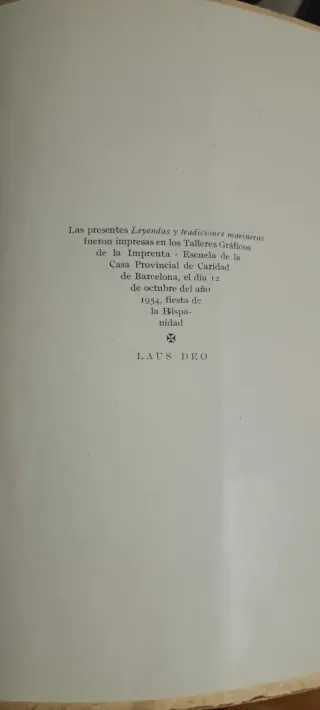 Las presentes Leyendas y tradiciones marineras
fueron impresas en los Talleres Gráficos
de la Imprenta - Escuela de la
Casa Provincial de Caridad
de Barcelona, el día 12
de octubre del año
1954, fiesta de
la Hispa-
nidad
✠
LAUS DEO